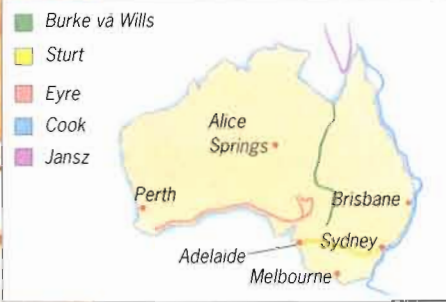 Burke và Wills
Sturt
Eyre
Cook
Jansz
Alice
Springs
Perth
Brisbane
Adelaide
Sydney
Melbourne